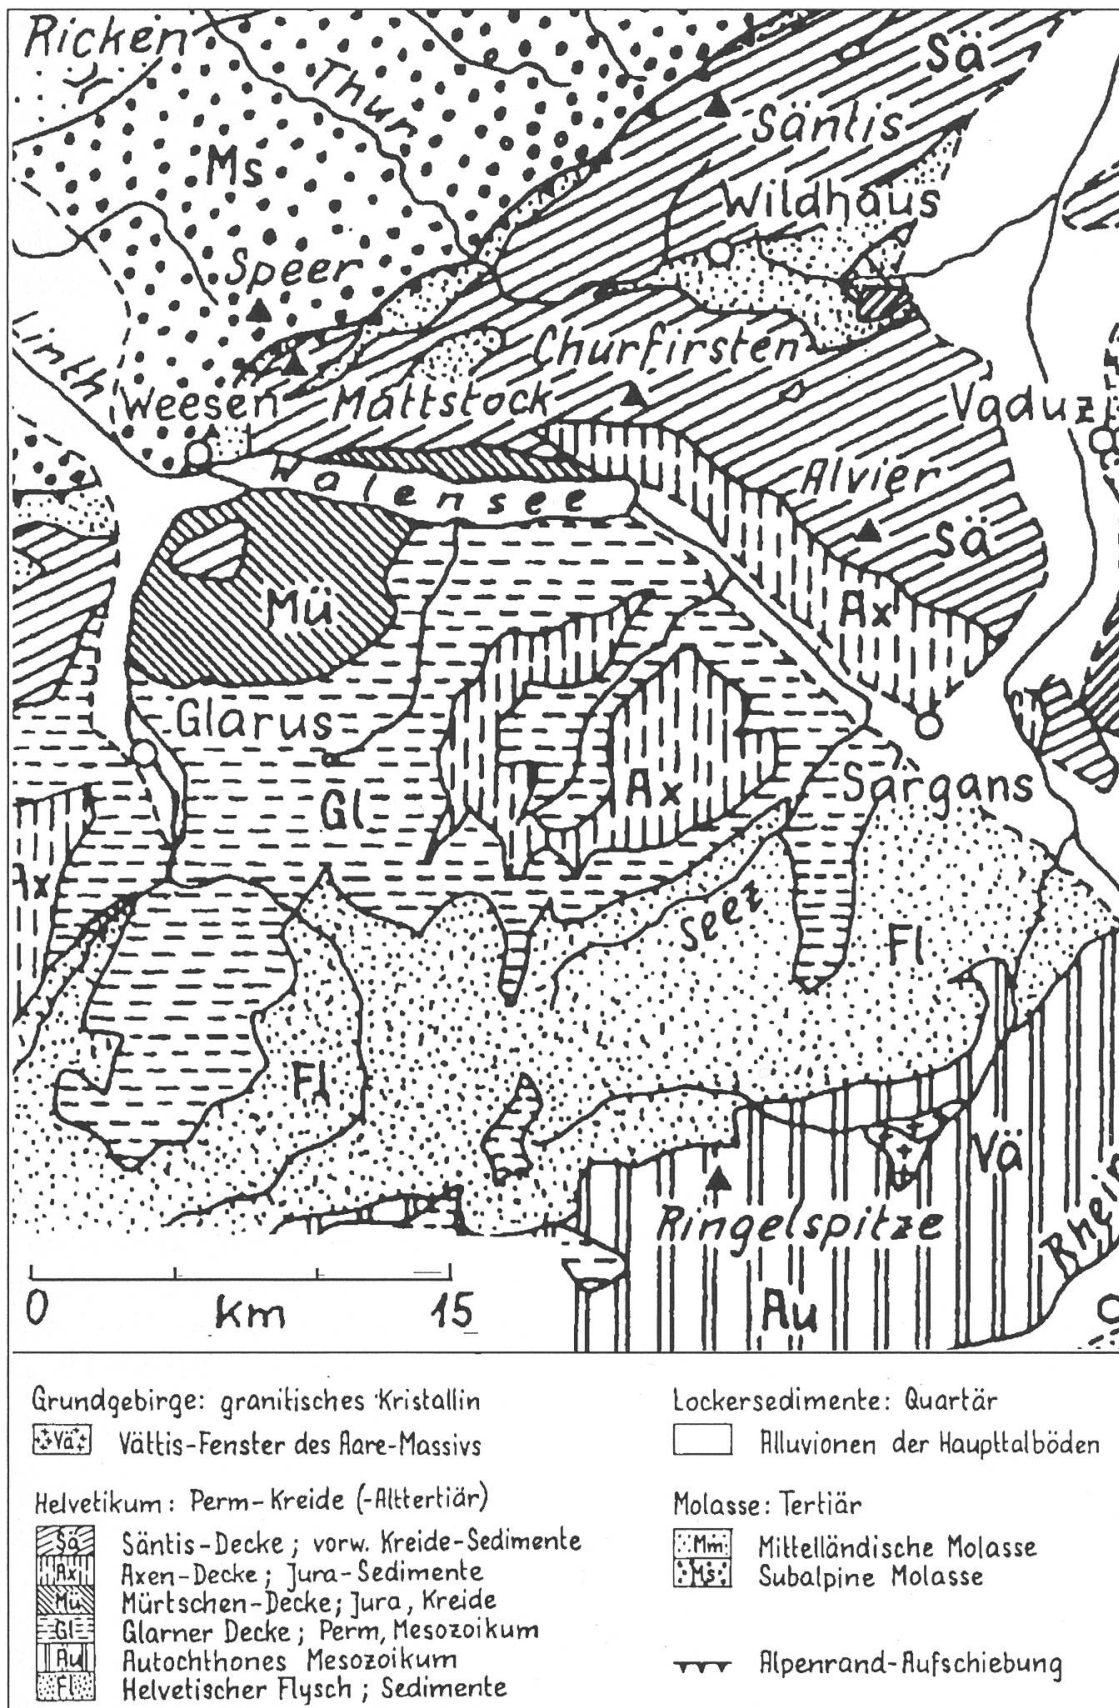 Ricken
Thur
Sä
Säntis
Ms
Wildhaus
Speer
Linth
Churfirsten
Weesen
Mattstock
Vaduz
Walensee
Alvier
Sä
Mü
Ax
Glarus
Sargans
Gl
Ax
Ax
Seez
Fl
Fl
Vä
Ringelspitze
Rhein
Au
0 km 15
Grundgebirge: granitisches Kristallin
Vä Vättis-Fenster des Aare-Massivs
Helvetikum: Perm-Kreide (-Alttertiär)
Sä Säntis-Decke; vorw. Kreide-Sedimente
Ax Axen-Decke; Jura-Sedimente
Mü Mürtschen-Decke; Jura, Kreide
Gl Glarner Decke; Perm, Mesozoikum
Au Autochthones Mesozoikum
Fl Helvetischer Flysch; Sedimente
Lockersedimente: Quartär
Alluvionen der Haupttalböden
Molasse: Tertiär
Mm Mittelländische Molasse
Ms Subalpine Molasse
Alpenrand-Aufschiebung